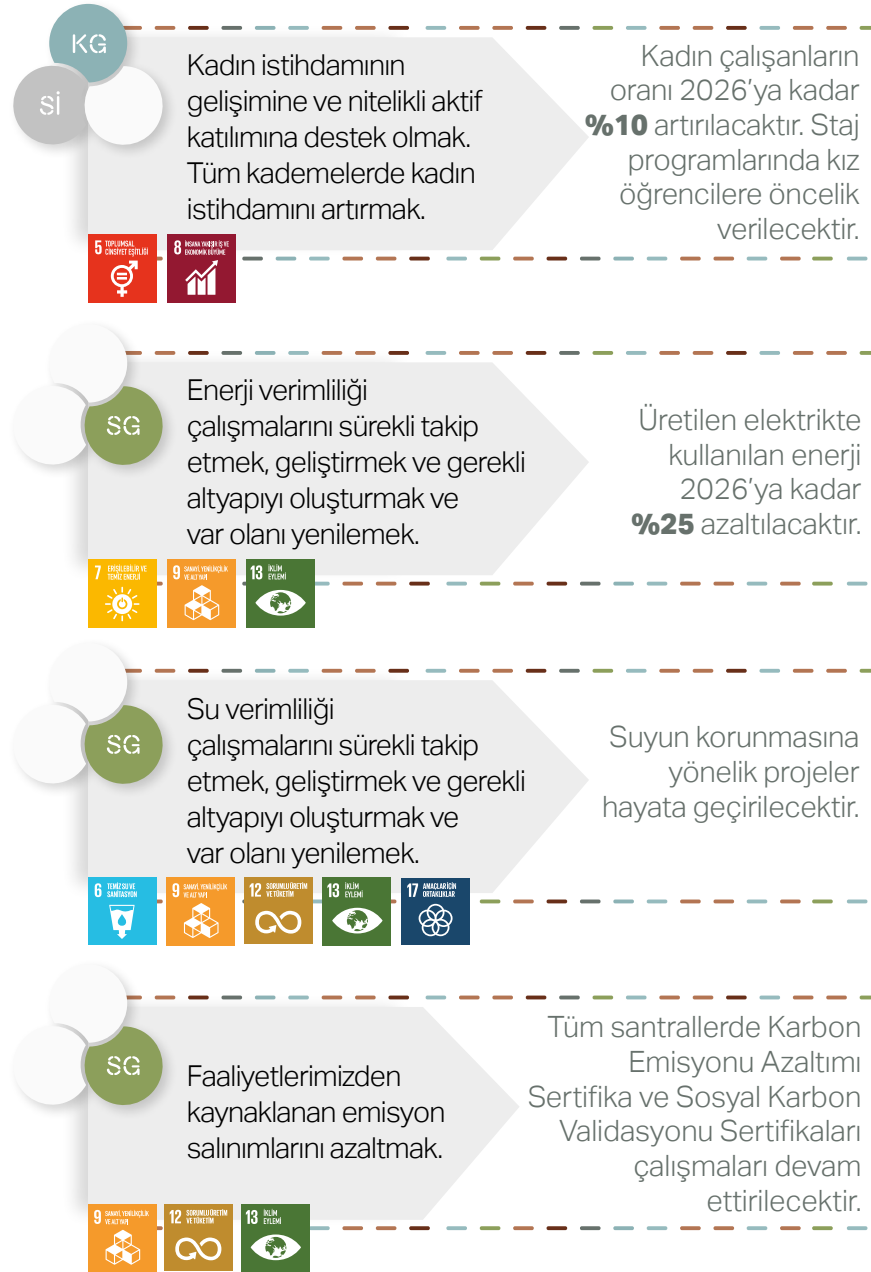 KG
Sİ
Kadın istihdamının
gelişimine ve nitelikli aktif
katılımına destek olmak.
Tüm kademelerde kadın
istihdamını artırmak.
Kadın çalışanların
oranı 2026'ya kadar
%10 artırılacaktır. Staj
programlarında kız
öğrencilere öncelik
verilecektir.
5 TOPLUMSAL
CİNSİYET EŞİTLİĞİ
8 İNSANA YAKIŞIR İŞ VE
EKONOMİK BÜYÜME
SG
Enerji verimliliği
çalışmalarını sürekli takip
etmek, geliştirmek ve gerekli
altyapıyı oluşturmak ve
var olanı yenilemek.
Üretilen elektrikte
kullanılan enerji
2026'ya kadar
%25 azaltılacaktır.
7 ERİŞİLEBİLİR VE
TEMİZ ENERJİ
9 SANAYİ, YENİLİKÇİLİK
VE ALT YAPI
13 İKLİM
EYLEMİ
SG
Su verimliliği
çalışmalarını sürekli takip
etmek, geliştirmek ve gerekli
altyapıyı oluşturmak ve
var olanı yenilemek.
Suyun korunmasına
yönelik projeler
hayata geçirilecektir.
6 TEMİZ SU VE
SANİTASYON
9 SANAYİ, YENİLİKÇİLİK
VE ALT YAPI
12 SORUMLU ÜRETİM
VE TÜKETİM
13 İKLİM
EYLEMİ
17 AMAÇLAR İÇİN
ORTAKLIKLAR
SG
Faaliyetlerimizden
kaynaklanan emisyon
salınımlarını azaltmak.
Tüm santrallerde Karbon
Emisyonu Azaltımı
Sertifika ve Sosyal Karbon
Validasyonu Sertifikaları
çalışmaları devam
ettirilecektir.
9 SANAYİ, YENİLİKÇİLİK
VE ALT YAPI
12 SORUMLU ÜRETİM
VE TÜKETİM
13 İKLİM
EYLEMİ